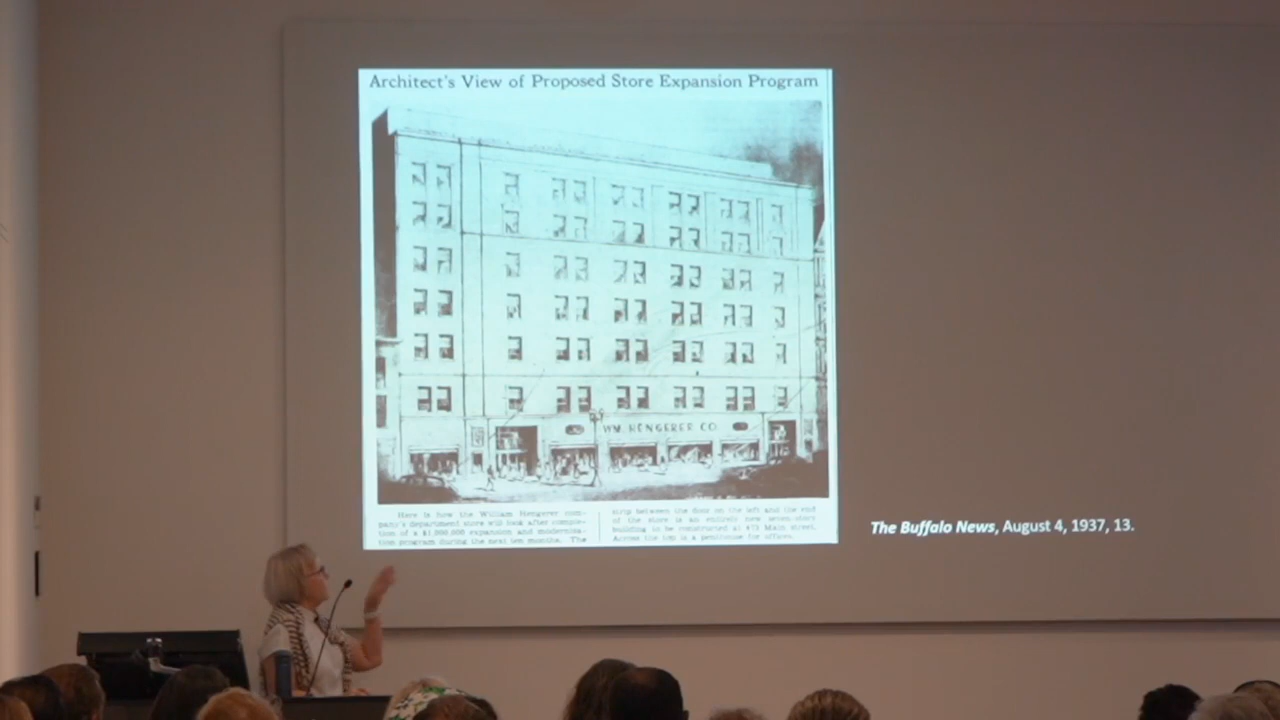 Architect's View of Proposed Store Expansion Program
WM. HENGERER CO
Here is how the William Hengerer com-
pany's department store will look after comple-
tion of a $1,000,000 expansion and moderniza-
tion program during the next ten months. The
strip between the door on the left and the end
of the store is an entirely new seven-story
building to be constructed at 473 Main street.
Across the top is a penthouse for offices.
The Buffalo News, August 4, 1937, 13.